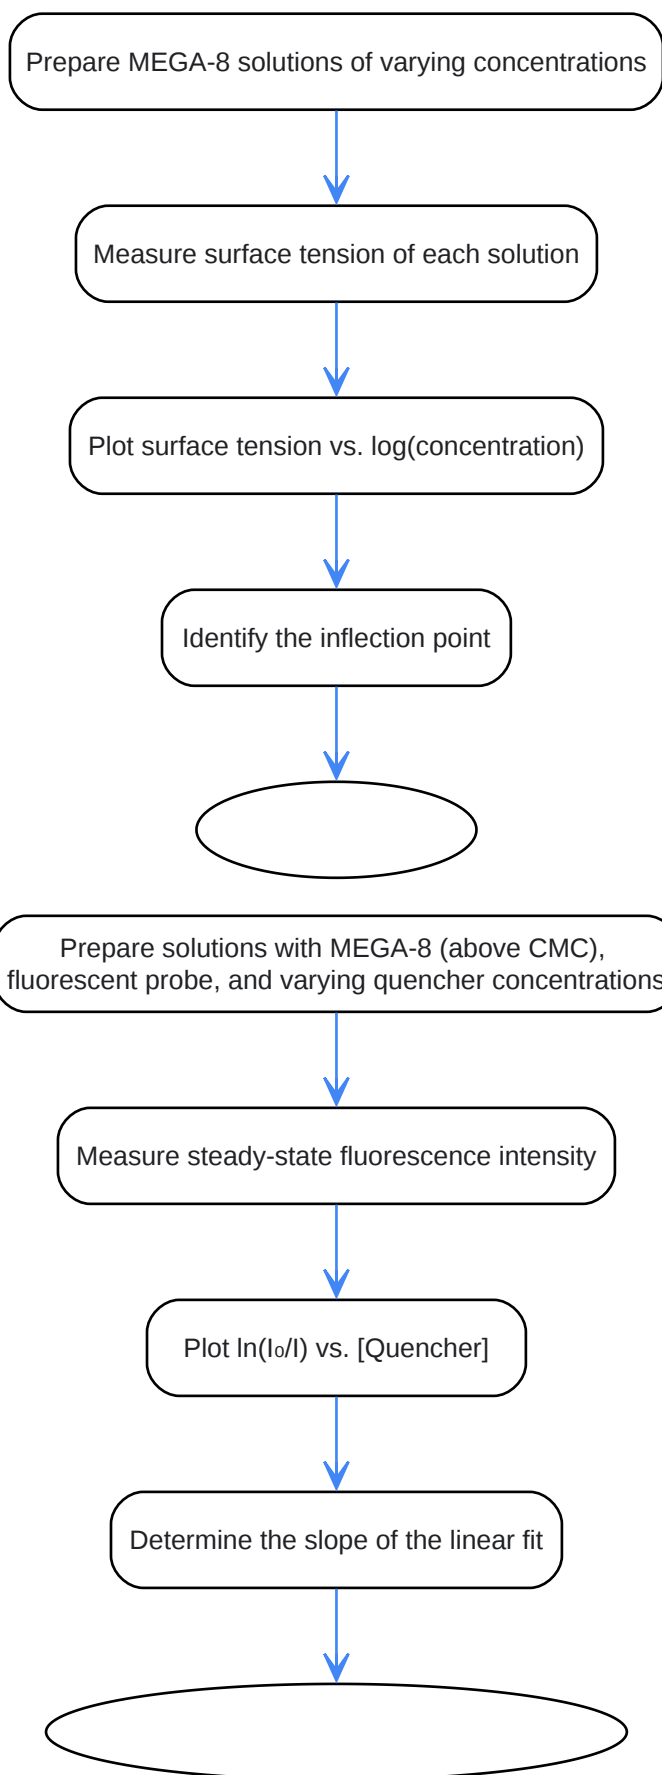 Prepare MEGA-8 solutions of varying concentrations
Measure surface tension of each solution
Plot surface tension vs. log(concentration)
Identify the inflection point
Prepare solutions with MEGA-8 (above CMC),
fluorescent probe, and varying quencher concentrations
Measure steady-state fluorescence intensity
Plot ln(I₀/I) vs. [Quencher]
Determine the slope of the linear fit